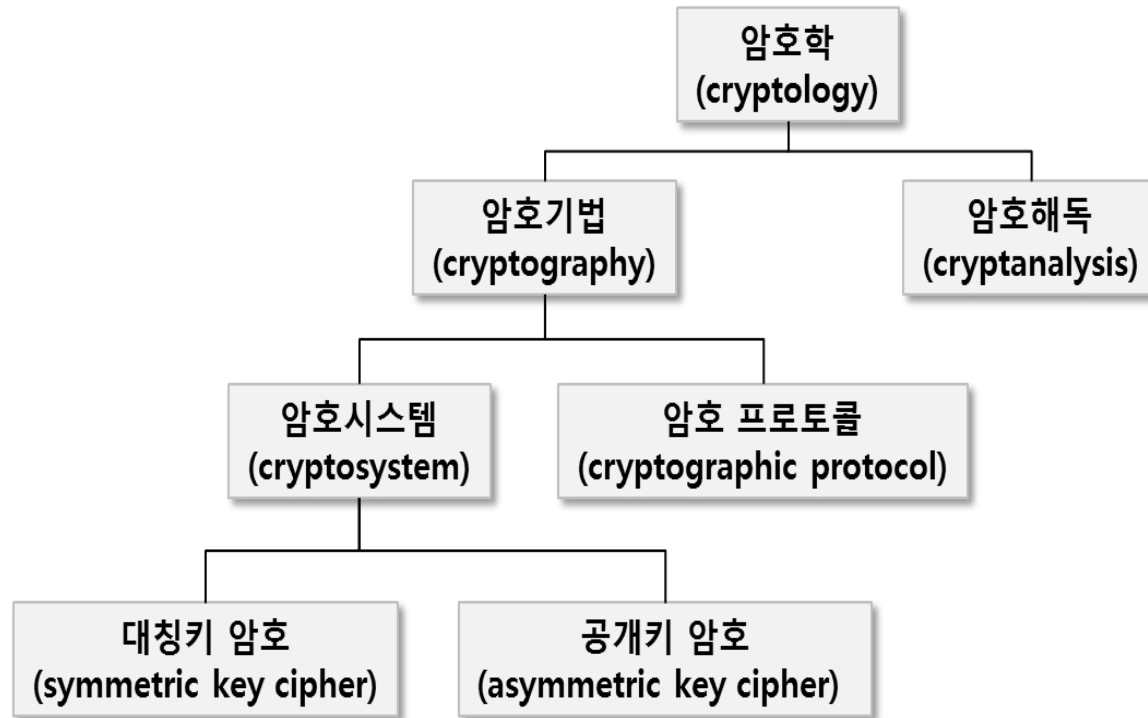 암호학
(cryptology)
암호기법
(cryptography)
암호해독
(cryptanalysis)
암호시스템
(cryptosystem)
암호 프로토콜
(cryptographic protocol)
대칭키 암호
(symmetric key cipher)
공개키 암호
(asymmetric key cipher)